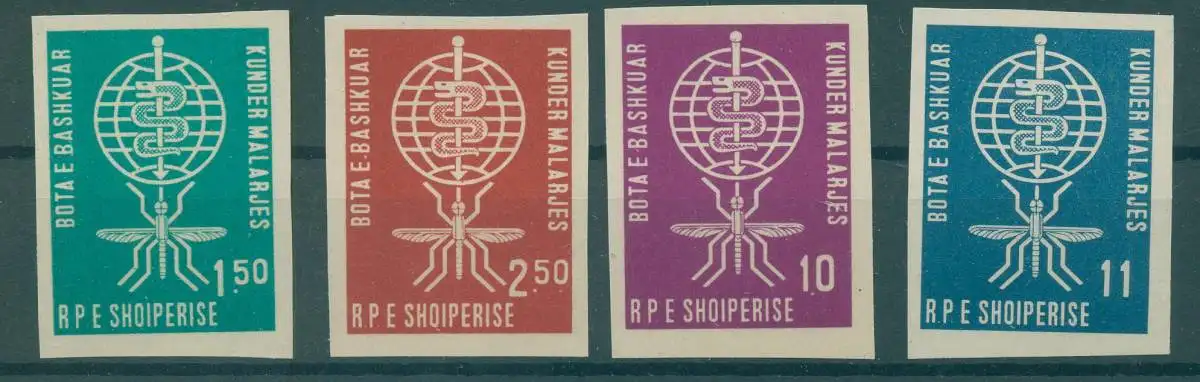 BOTA E BASHKUAR
KUNDER MALARJES
1.50
R.P E SHQIPERISE
BOTA E BASHKUAR
KUNDER MALARJES
2.50
R.P.E SHQIPERISE
BOTA E BASHKUAR
KUNDER MALARJES
10
R.P E SHQIPERISE
BOTA E BASHKUAR
KUNDER MALARJES
11
R.P.E SHQIPERISE